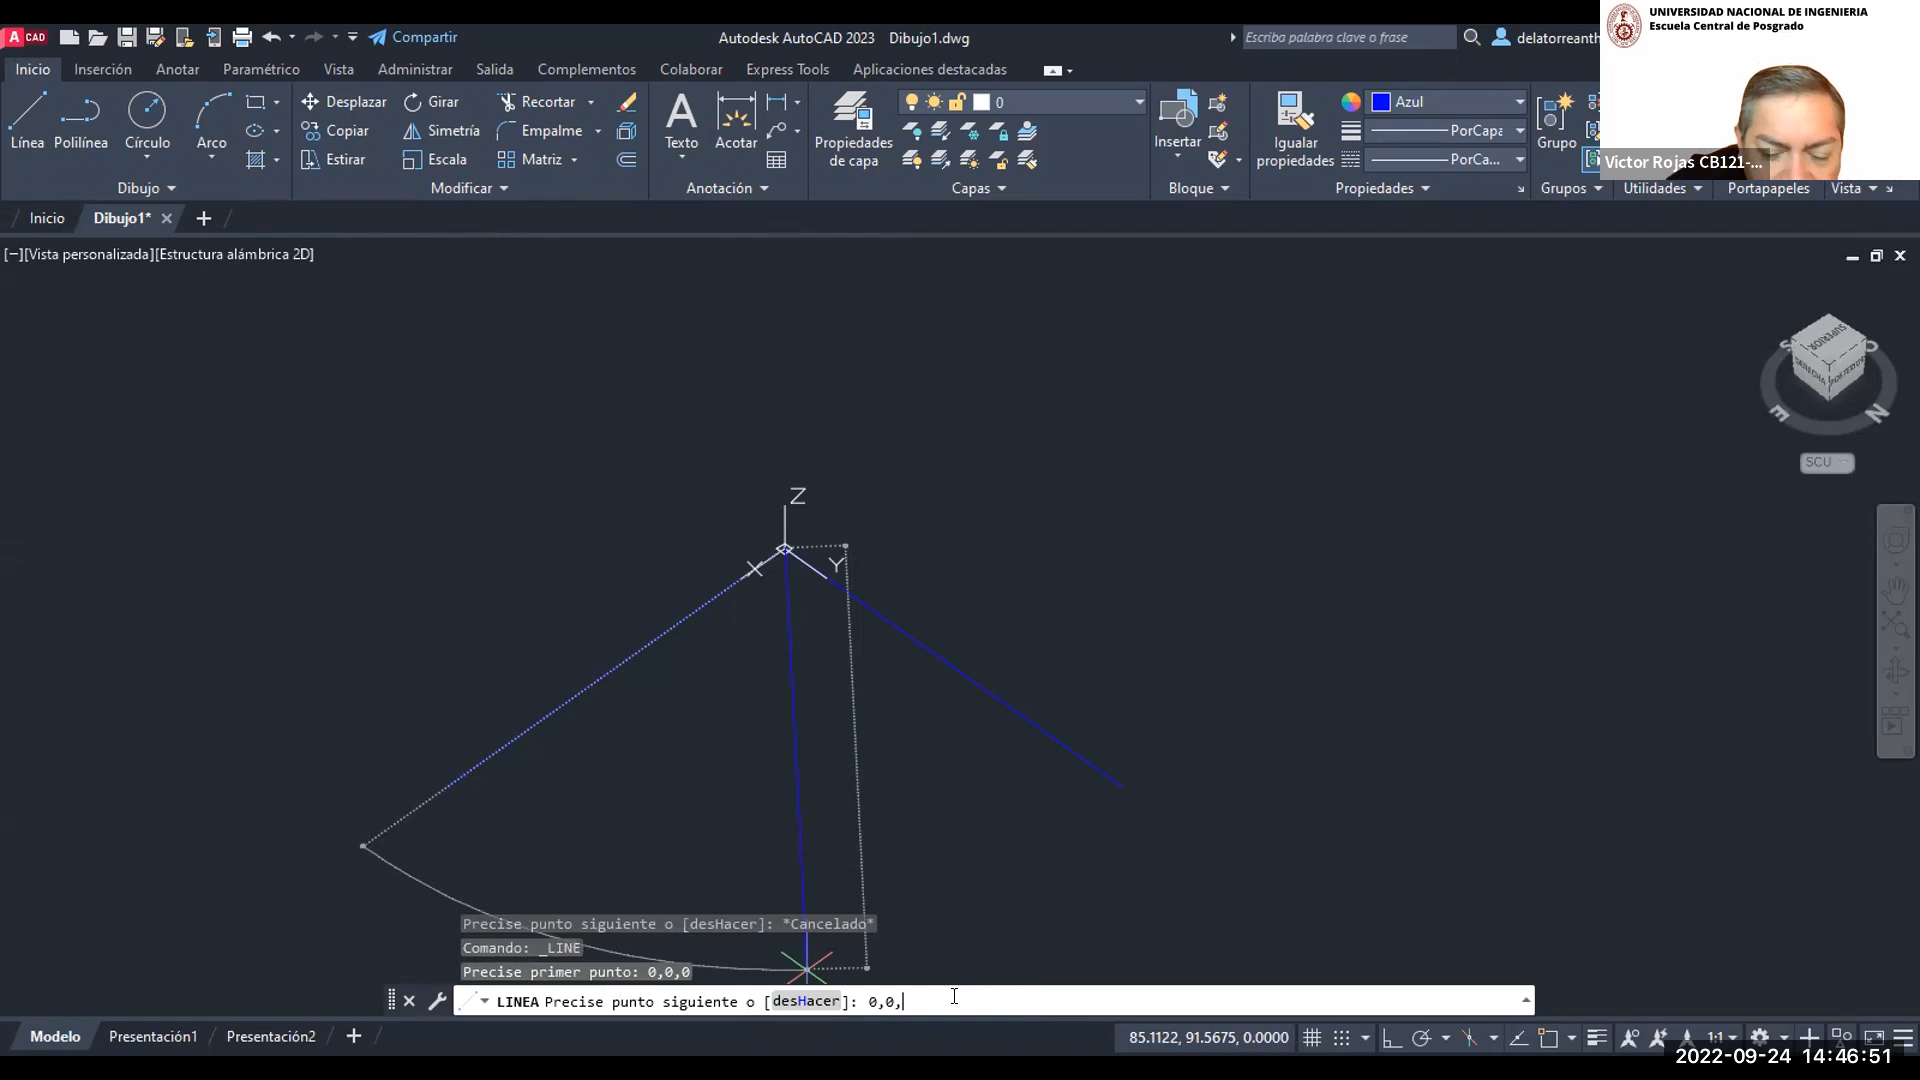 UNIVERSIDAD NACIONAL DE INGENIERIA
Escuela Central de Posgrado
A CAD
Compartir
Autodesk AutoCAD 2023 Dibujo1.dwg
Escriba palabra clave o frase
delatorreanth
Inicio Inserción Anotar Paramétrico Vista Administrar Salida Complementos Colaborar Express Tools Aplicaciones destacadas
Línea Polilínea Círculo Arco
Desplazar Girar Recortar
Copiar Simetría Empalme
Estirar Escala Matriz
Texto Acotar
Propiedades de capa
0
Insertar
Igualar propiedades
Azul
PorCapa
PorCa...
Grupo
Victor Rojas CB121-...
Dibujo Modificar Anotación Capas Bloque Propiedades Grupos Utilidades Portapapeles Vista
Inicio Dibujo1* +
[−][Vista personalizada][Estructura alámbrica 2D]
SUPERIOR
DERECHA
E N
SCU
Z
X Y
Precise punto siguiente o [desHacer]: *Cancelado*
Comando: _LINE
Precise primer punto: 0,0,0
LINEA Precise punto siguiente o [desHacer]: 0,0,
Modelo Presentación1 Presentación2 +
85.1122, 91.5675, 0.0000
1:1
2022-09-24 14:46:51